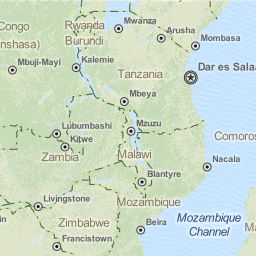 Congo
(nshasa)
Rwanda
Burundi
Mwanza
Arusha
Mombasa
Mbuji-Mayi
Kalemie
Tanzania
Dar es Salaa
Mbeya
Lubumbashi
Kitwe
Zambia
Mzuzu
Malawi
Comoros
Nacala
Blantyre
Livingstone
Mozambique
Zimbabwe
Beira
Francistown
Mozambique
Channel